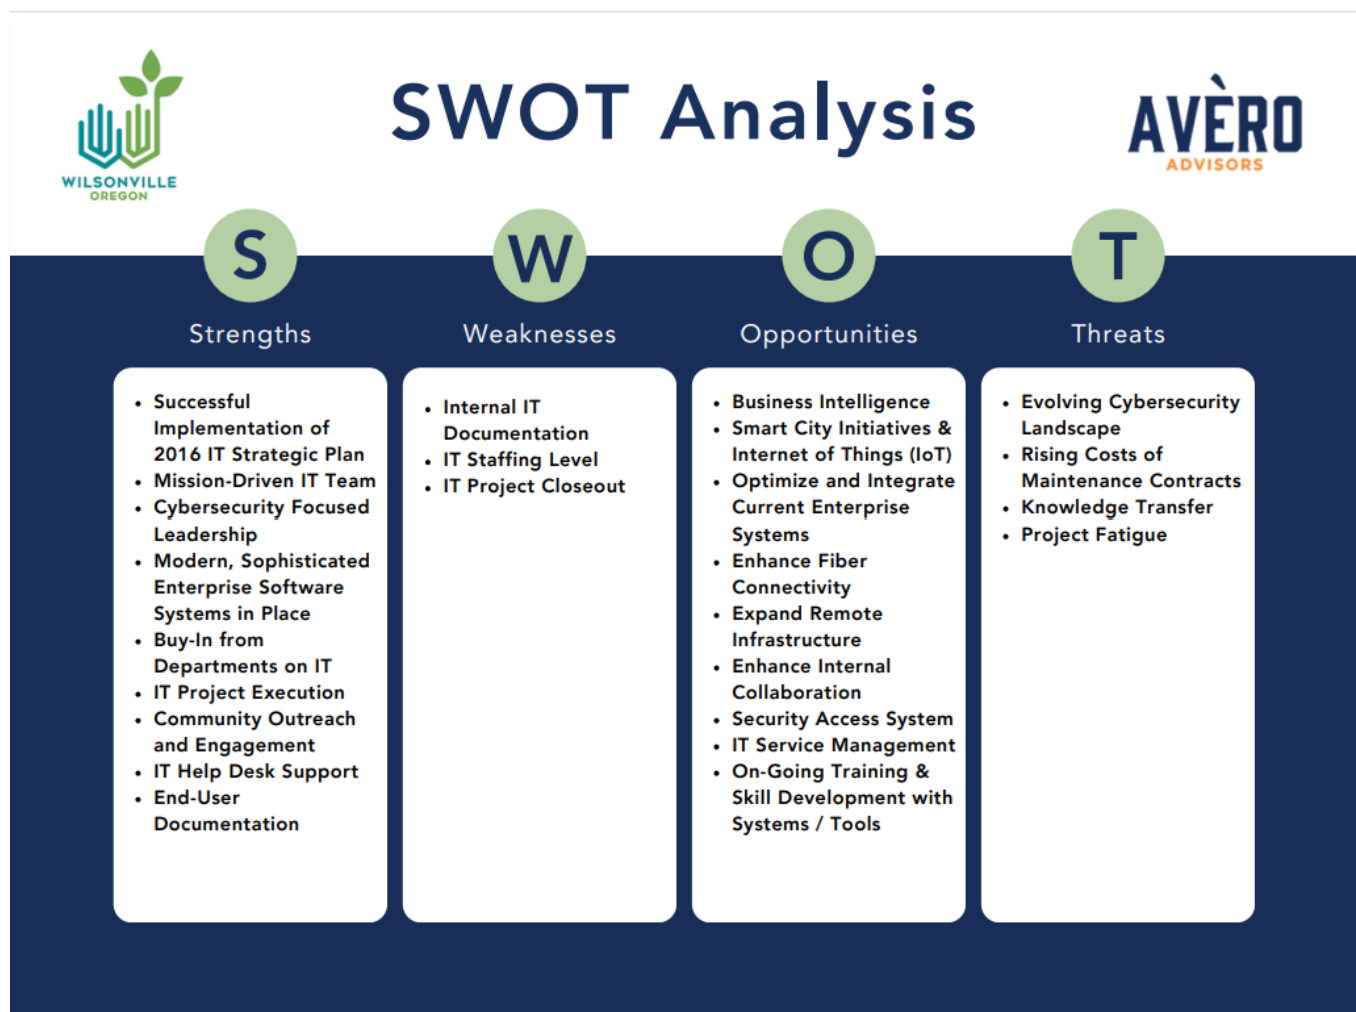 WILSONVILLE
OREGON
SWOT Analysis
AVÈRO
ADVISORS
S
Strengths
• Successful
Implementation of
2016 IT Strategic Plan
• Mission-Driven IT Team
• Cybersecurity Focused
Leadership
• Modern, Sophisticated
Enterprise Software
Systems in Place
• Buy-In from
Departments on IT
• IT Project Execution
• Community Outreach
and Engagement
• IT Help Desk Support
• End-User
Documentation
W
Weaknesses
• Internal IT
Documentation
• IT Staffing Level
• IT Project Closeout
O
Opportunities
• Business Intelligence
• Smart City Initiatives &
Internet of Things (IoT)
• Optimize and Integrate
Current Enterprise
Systems
• Enhance Fiber
Connectivity
• Expand Remote
Infrastructure
• Enhance Internal
Collaboration
• Security Access System
• IT Service Management
• On-Going Training &
Skill Development with
Systems / Tools
T
Threats
• Evolving Cybersecurity
Landscape
• Rising Costs of
Maintenance Contracts
• Knowledge Transfer
• Project Fatigue